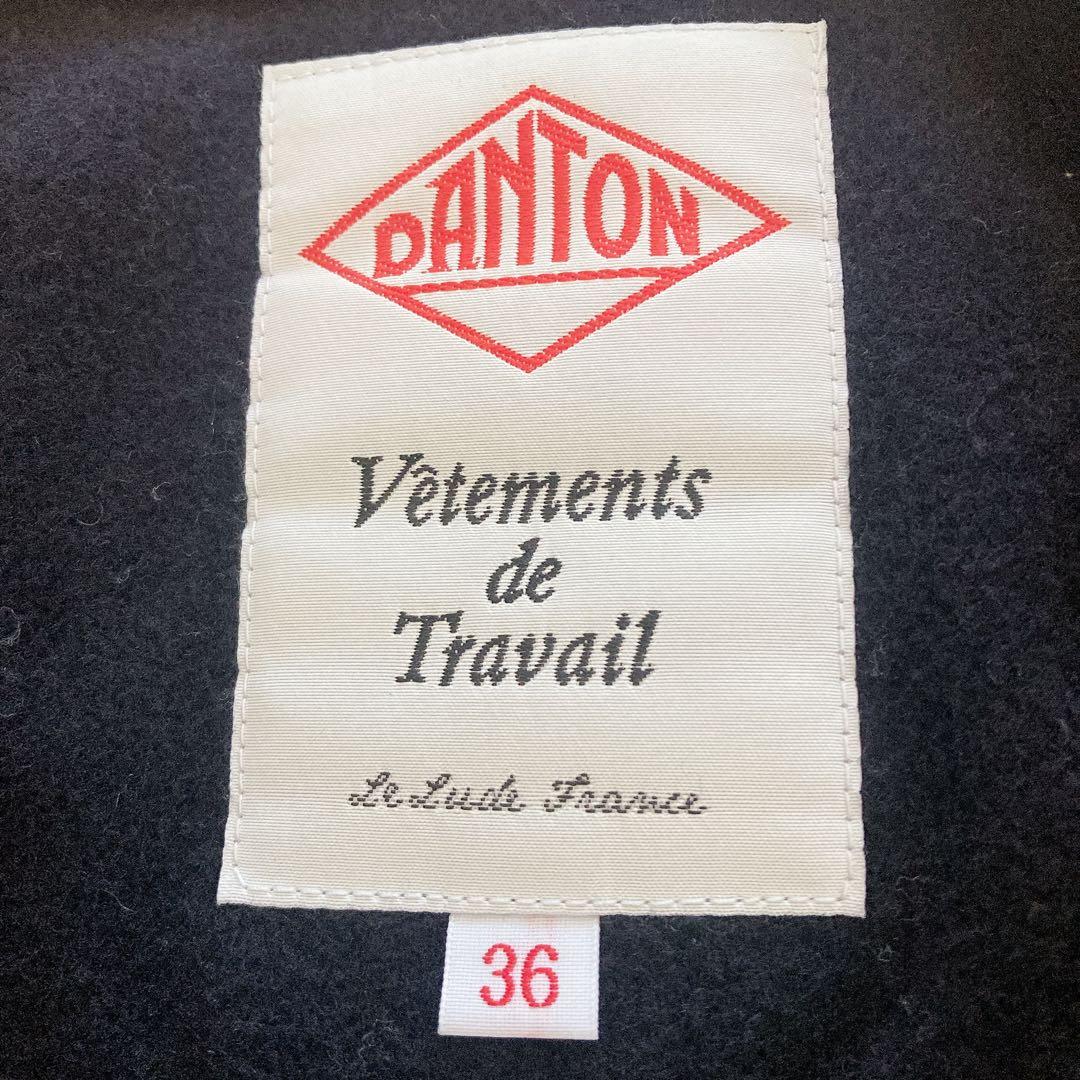 DANTON
Vêtements
de
Travail
Le Lude France
36